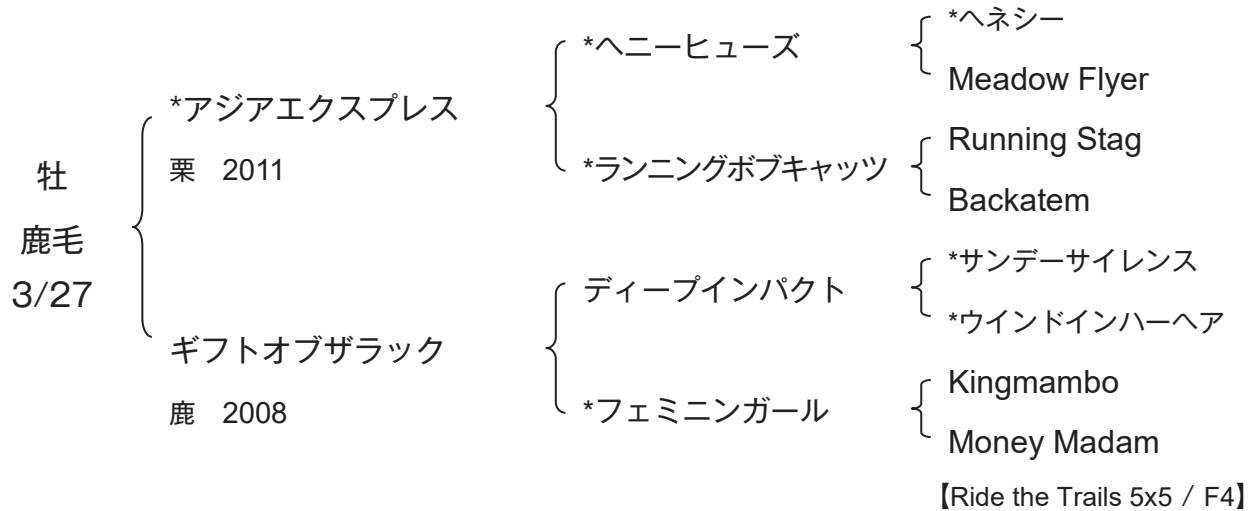 牡
鹿毛
3/27
*アジアエクスプレス
栗 2011
ギフトオブザラック
鹿 2008
*ヘニーヒューズ
*ランニングボブキャッツ
ディープインパクト
*フェミニンガール
*ヘネシー
Meadow Flyer
Running Stag
Backatem
*サンデーサイレンス
*ウインドインハーヘア
Kingmambo
Money Madam
【Ride the Trails 5x5 / F4】